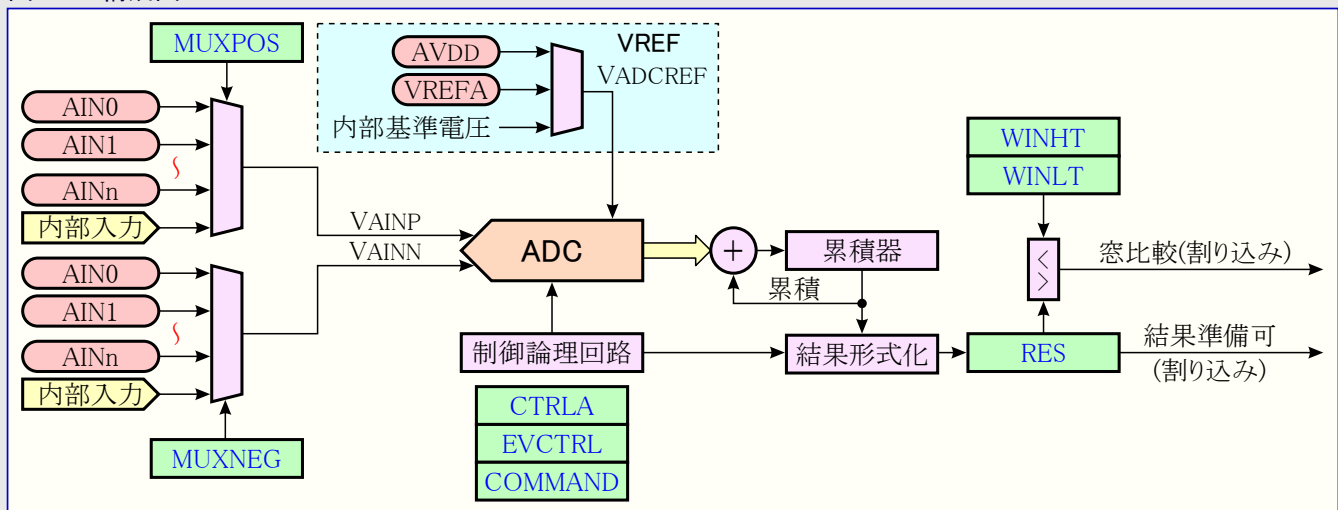 MUXPOS
AIN0
AIN1
AINn
内部入力
AIN0
AIN1
AINn
内部入力
MUXNEG
AVDD
VREFA
内部基準電圧
VREF
VADCREF
VAINP
VAINN
ADC
+
累積器
累積
制御論理回路
結果形式化
CTRLA
EVCTRL
COMMAND
WINHT
WINLT
< >
RES
窓比較(割り込み)
結果準備可
(割り込み)